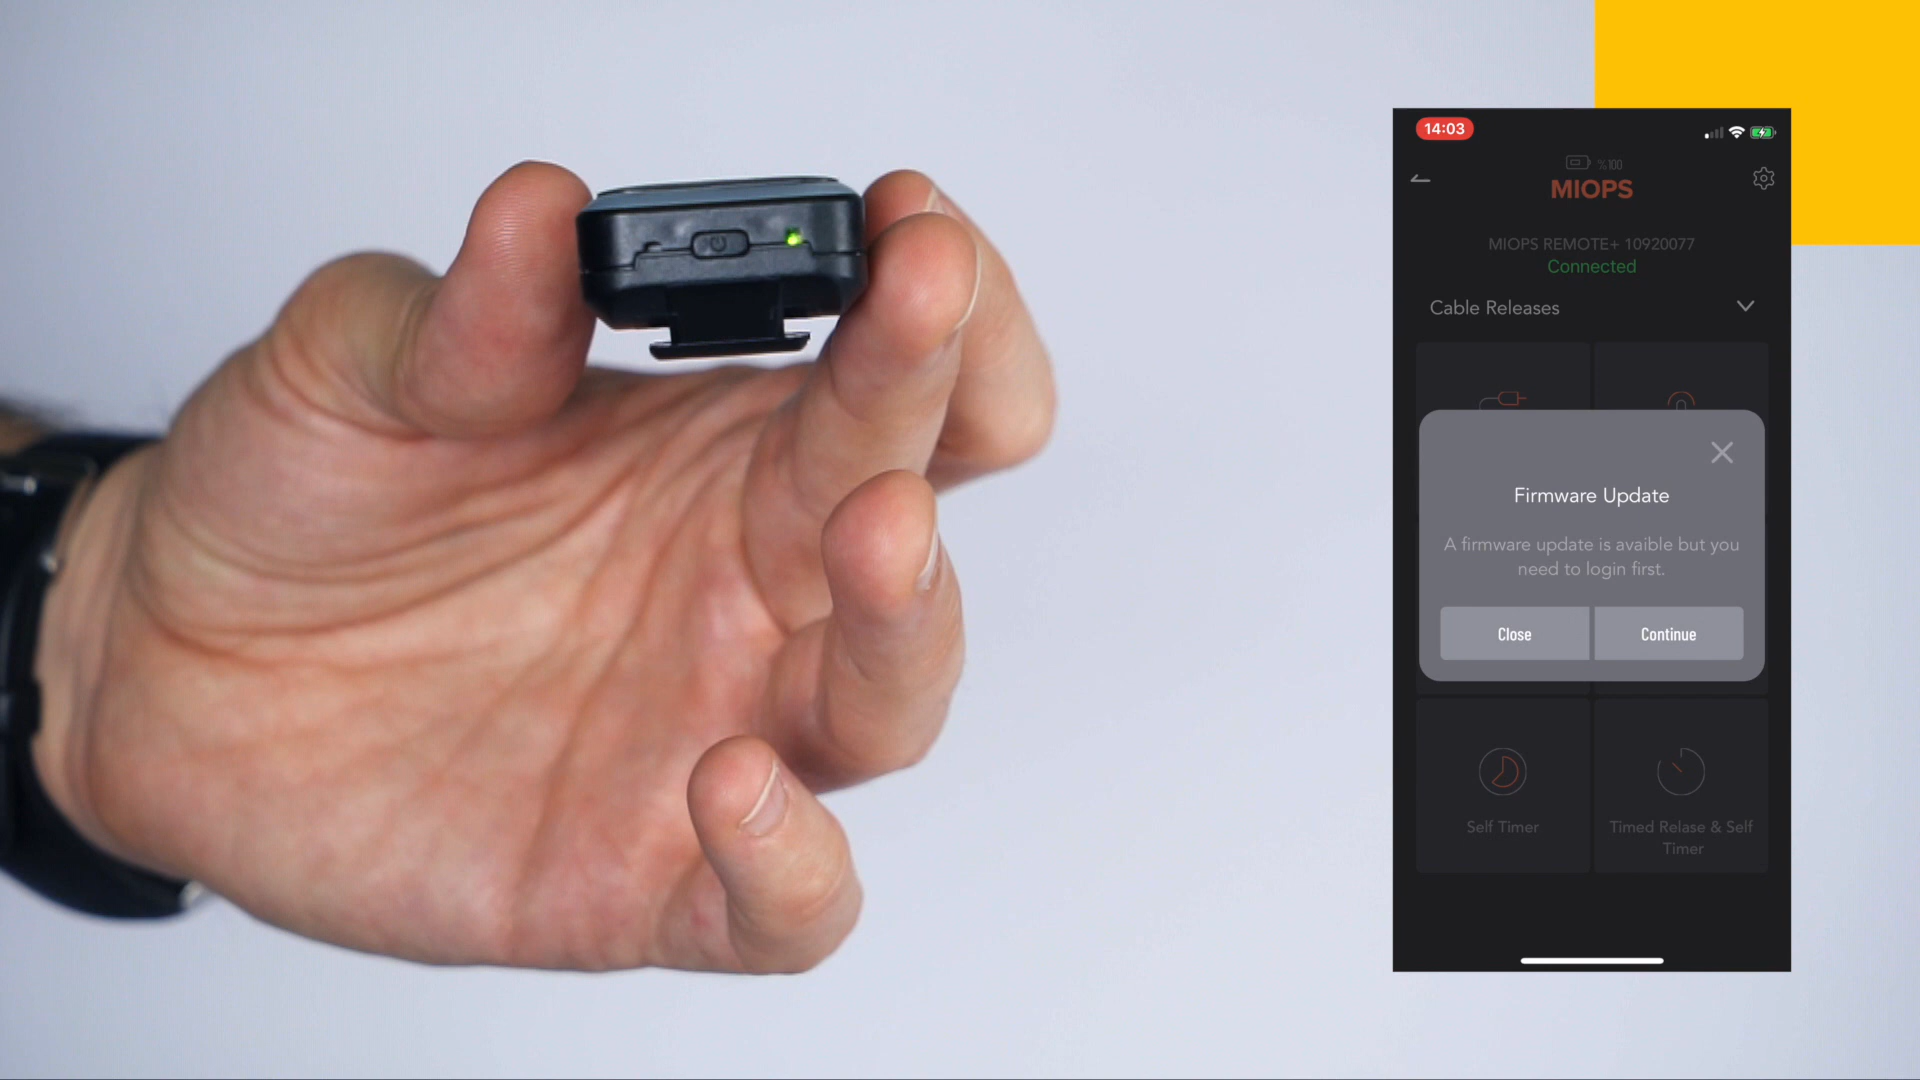 14:03
%100
MIOPS
MIOPS REMOTE+ 10920077
Connected
Cable Releases
Firmware Update
A firmware update is avaible but you
need to login first.
Close
Continue
Self Timer
Timed Relase & Self
Timer